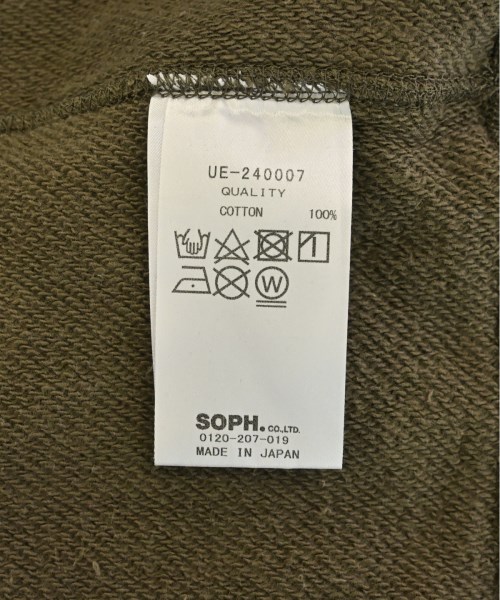 UE-240007
QUALITY
COTTON 100%
W
SOPH. CO.,LTD.
0120-207-019
MADE IN JAPAN